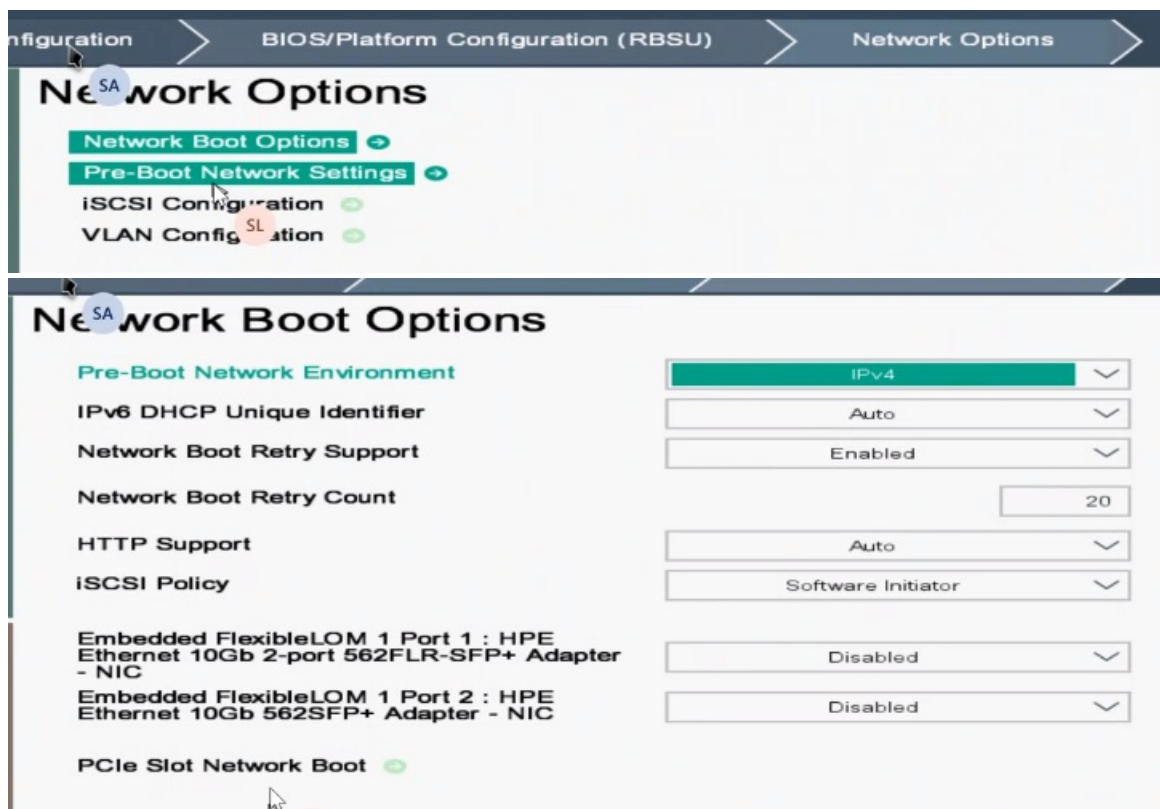 nfiguration
BIOS/Platform Configuration (RBSU)
Network Options
SA
Network Options
Network Boot Options
Pre-Boot Network Settings
iSCSI Configuration
SL
VLAN Configuration
SA
Network Boot Options
Pre-Boot Network Environment
IPv4
IPv6 DHCP Unique Identifier
Auto
Network Boot Retry Support
Enabled
Network Boot Retry Count
20
HTTP Support
Auto
iSCSI Policy
Software Initiator
Embedded FlexibleLOM 1 Port 1 : HPE
Ethernet 10Gb 2-port 562FLR-SFP+ Adapter
- NIC
Disabled
Embedded FlexibleLOM 1 Port 2 : HPE
Ethernet 10Gb 562SFP+ Adapter - NIC
Disabled
PCIe Slot Network Boot